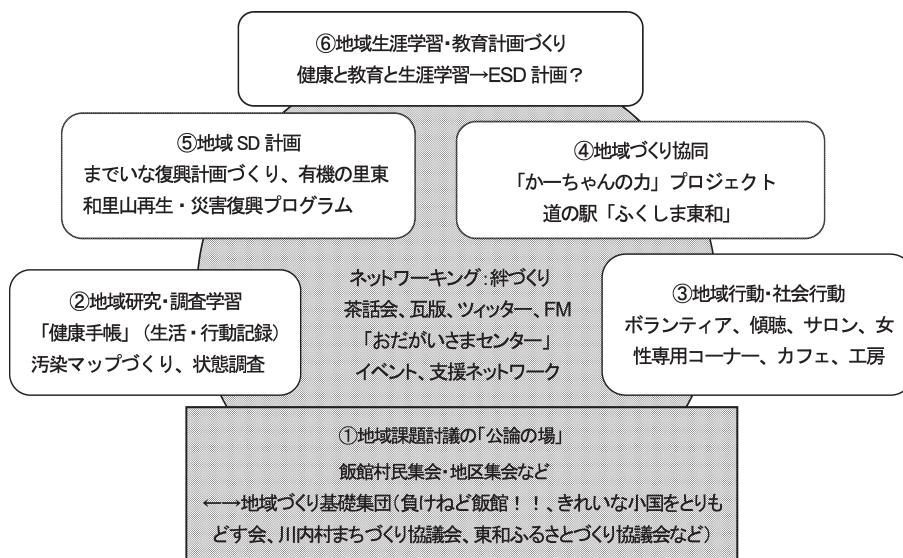 ⑥地域生涯学習・教育計画づくり
健康と教育と生涯学習→ESD 計画？
⑤地域 SD 計画
までいな復興計画づくり、有機の里東
和里山再生・災害復興プログラム
④地域づくり協同
「かーちゃんの力」プロジェクト
道の駅「ふくしま東和」
②地域研究・調査学習
「健康手帳」（生活・行動記録）
汚染マップづくり、状態調査
ネットワーキング：絆づくり
茶話会、瓦版、ツィッター、FM
「おだがいさまセンター」
イベント、支援ネットワーク
③地域行動・社会行動
ボランティア、傾聴、サロン、女
性専用コーナー、カフェ、工房
①地域課題討議の「公論の場」
飯館村民集会・地区集会など
←→地域づくり基礎集団（負けねど飯館！！、きれいな小国をとりも
どす会、川内村まちづくり協議会、東和ふるさとづくり協議会など）